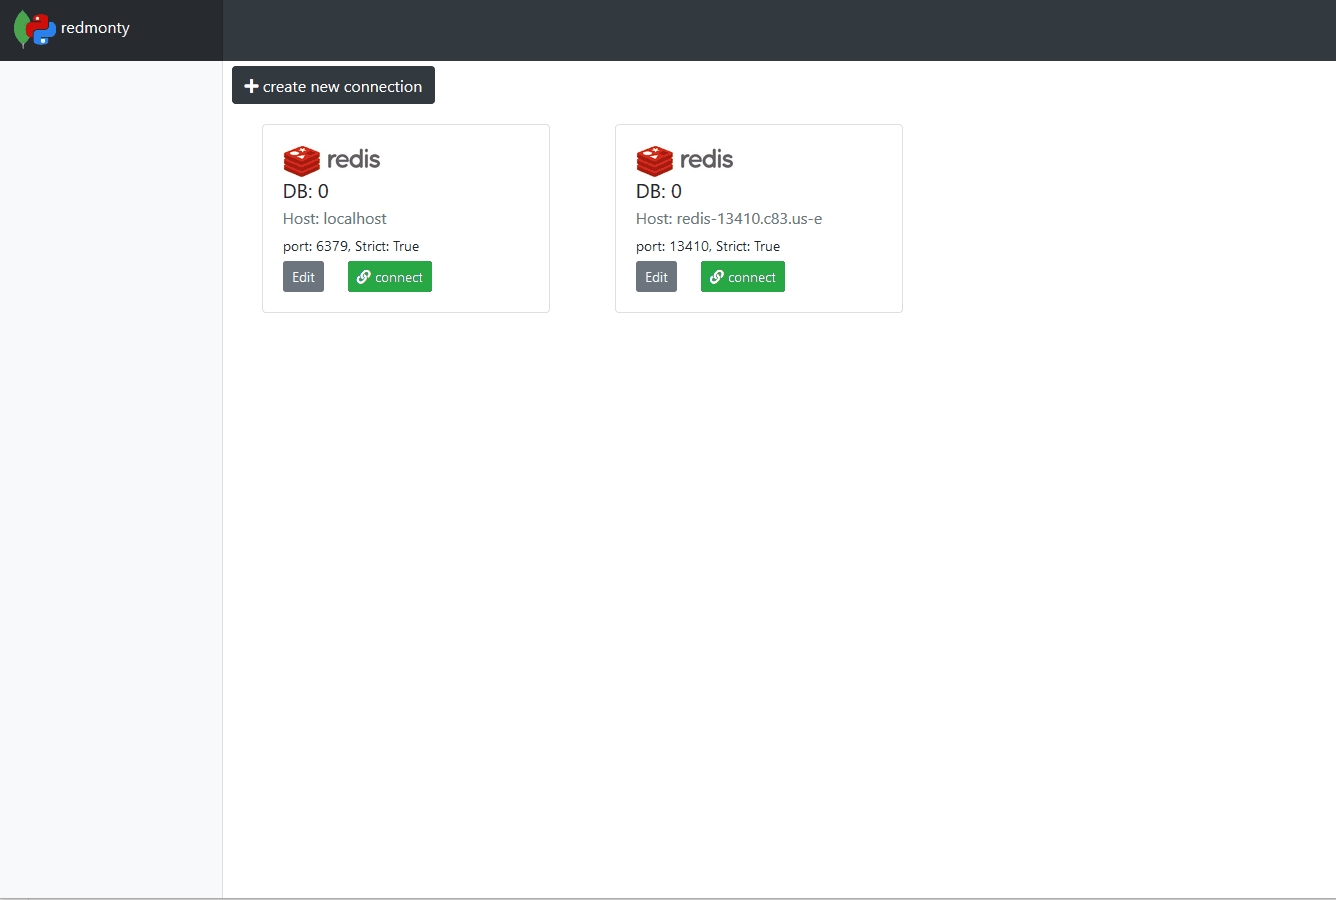 redmonty
create new connection
redis
DB: 0
Host: localhost
port: 6379, Strict: True
Edit
connect
redis
DB: 0
Host: redis-13410.c83.us-e
port: 13410, Strict: True
Edit
connect